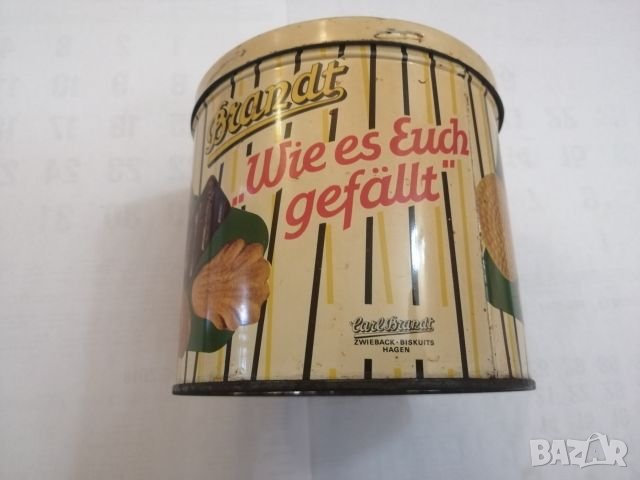 Brandt
„Wie es Euch
gefällt"
Carl Brandt
ZWIEBACK · BISKUITS
HAGEN
BAZAR